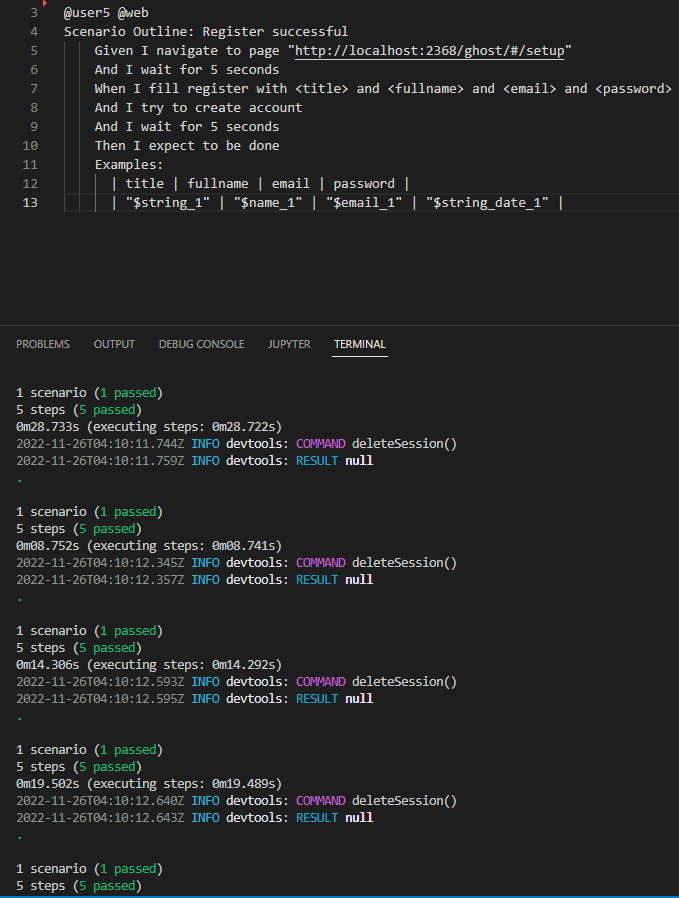 3 @user5 @web
4 Scenario Outline: Register successful
5 Given I navigate to page "http://localhost:2368/ghost/#/setup"
6 And I wait for 5 seconds
7 When I fill register with <title> and <fullname> and <email> and <password>
8 And I try to create account
9 And I wait for 5 seconds
10 Then I expect to be done
11 Examples:
12 | title | fullname | email | password |
13 | "$string_1" | "$name_1" | "$email_1" | "$string_date_1" |
PROBLEMS OUTPUT DEBUG CONSOLE JUPYTER TERMINAL
1 scenario (1 passed)
5 steps (5 passed)
0m28.733s (executing steps: 0m28.722s)
2022-11-26T04:10:11.744Z INFO devtools: COMMAND deleteSession()
2022-11-26T04:10:11.759Z INFO devtools: RESULT null
.
1 scenario (1 passed)
5 steps (5 passed)
0m08.752s (executing steps: 0m08.741s)
2022-11-26T04:10:12.345Z INFO devtools: COMMAND deleteSession()
2022-11-26T04:10:12.357Z INFO devtools: RESULT null
.
1 scenario (1 passed)
5 steps (5 passed)
0m14.306s (executing steps: 0m14.292s)
2022-11-26T04:10:12.593Z INFO devtools: COMMAND deleteSession()
2022-11-26T04:10:12.595Z INFO devtools: RESULT null
.
1 scenario (1 passed)
5 steps (5 passed)
0m19.502s (executing steps: 0m19.489s)
2022-11-26T04:10:12.640Z INFO devtools: COMMAND deleteSession()
2022-11-26T04:10:12.643Z INFO devtools: RESULT null
.
1 scenario (1 passed)
5 steps (5 passed)